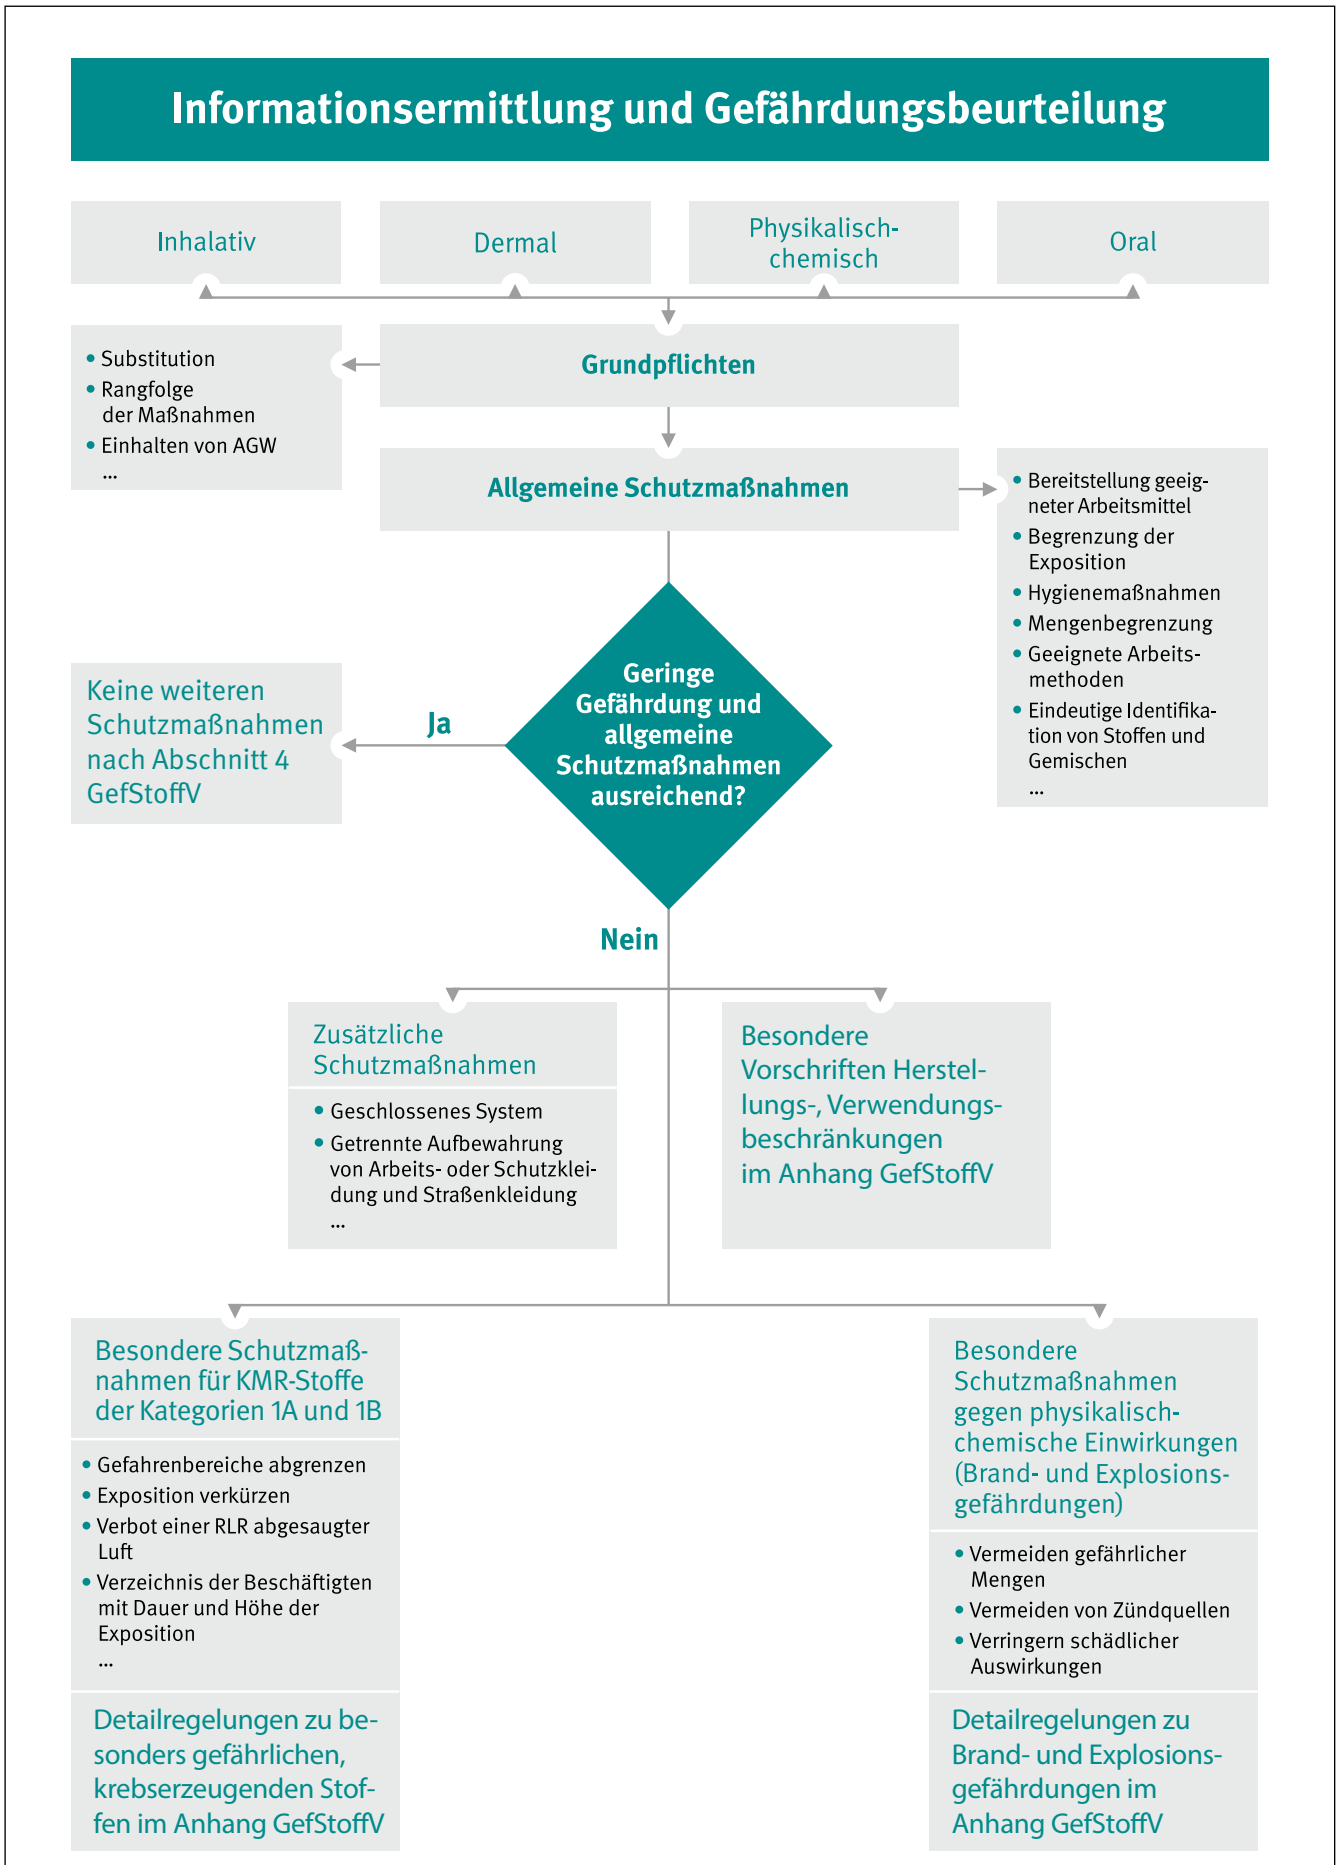 Informationsermittlung und Gefährdungsbeurteilung
Inhalativ
Dermal
Physikalisch-
chemisch
Oral
• Substitution
• Rangfolge
der Maßnahmen
• Einhalten von AGW
...
Grundpflichten
Allgemeine Schutzmaßnahmen
• Bereitstellung geeig-
neter Arbeitsmittel
• Begrenzung der
Exposition
• Hygienemaßnahmen
• Mengenbegrenzung
• Geeignete Arbeits-
methoden
• Eindeutige Identifika-
tion von Stoffen und
Gemischen
...
Geringe
Gefährdung und
allgemeine
Schutzmaßnahmen
ausreichend?
Ja
Keine weiteren
Schutzmaßnahmen
nach Abschnitt 4
GefStoffV
Nein
Zusätzliche
Schutzmaßnahmen
• Geschlossenes System
• Getrennte Aufbewahrung
von Arbeits- oder Schutzklei-
dung und Straßenkleidung
...
Besondere
Vorschriften Herstel-
lungs-, Verwendungs-
beschränkungen
im Anhang GefStoffV
Besondere Schutzmaß-
nahmen für KMR-Stoffe
der Kategorien 1A und 1B
• Gefahrenbereiche abgrenzen
• Exposition verkürzen
• Verbot einer RLR abgesaugter
Luft
• Verzeichnis der Beschäftigten
mit Dauer und Höhe der
Exposition
...
Detailregelungen zu be-
sonders gefährlichen,
krebserzeugenden Stof-
fen im Anhang GefStoffV
Besondere
Schutzmaßnahmen
gegen physikalisch-
chemische Einwirkungen
(Brand- und Explosions-
gefährdungen)
• Vermeiden gefährlicher
Mengen
• Vermeiden von Zündquellen
• Verringern schädlicher
Auswirkungen
Detailregelungen zu
Brand- und Explosions-
gefährdungen im
Anhang GefStoffV